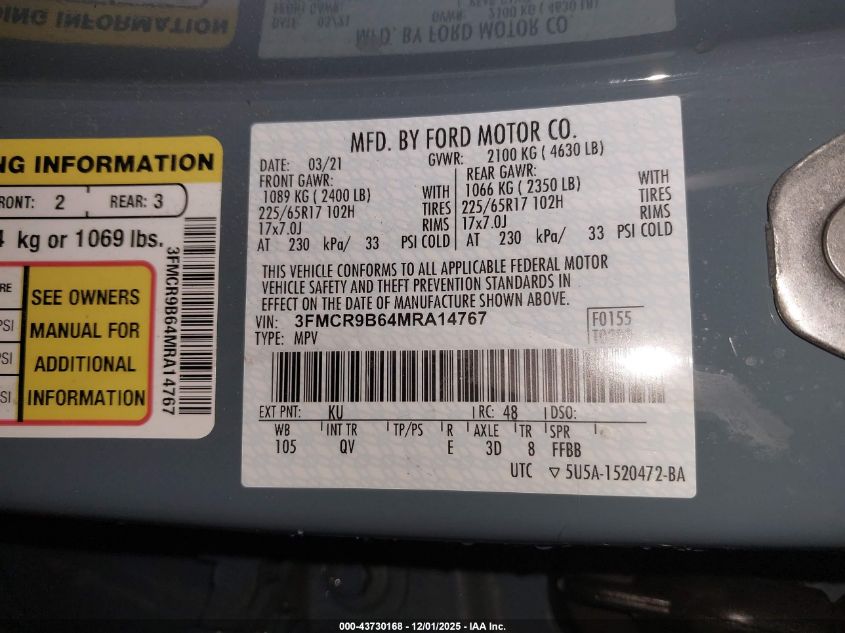 MFD. BY FORD MOTOR CO.
DATE: 03/21 GVWR: 2100 KG ( 4630 LB)
FRONT GAWR: REAR GAWR:
1089 KG ( 2400 LB) WITH 1066 KG ( 2350 LB) WITH
225/65R17 102H TIRES 225/65R17 102H TIRES
17x7.0J RIMS 17x7.0J RIMS
AT 230 kPa/ 33 PSI COLD AT 230 kPa/ 33 PSI COLD
THIS VEHICLE CONFORMS TO ALL APPLICABLE FEDERAL MOTOR
VEHICLE SAFETY AND THEFT PREVENTION STANDARDS IN
EFFECT ON THE DATE OF MANUFACTURE SHOWN ABOVE.
VIN: 3FMCR9B64MRA14767 F0155
TYPE: MPV
EXT PNT: KU RC: 48 DSO:
WB INT TR TP/PS R AXLE TR SPR
105 QV E 3D 8 FFBB
UTC 5U5A-1520472-BA
NG INFORMATION
RONT: 2 REAR: 3
4 kg or 1069 lbs.
RE
PSI
SI
SI
SEE OWNERS
MANUAL FOR
ADDITIONAL
INFORMATION
3FMCR9B64MRA14767
000-43730168 - 12/01/2025 - IAA Inc.